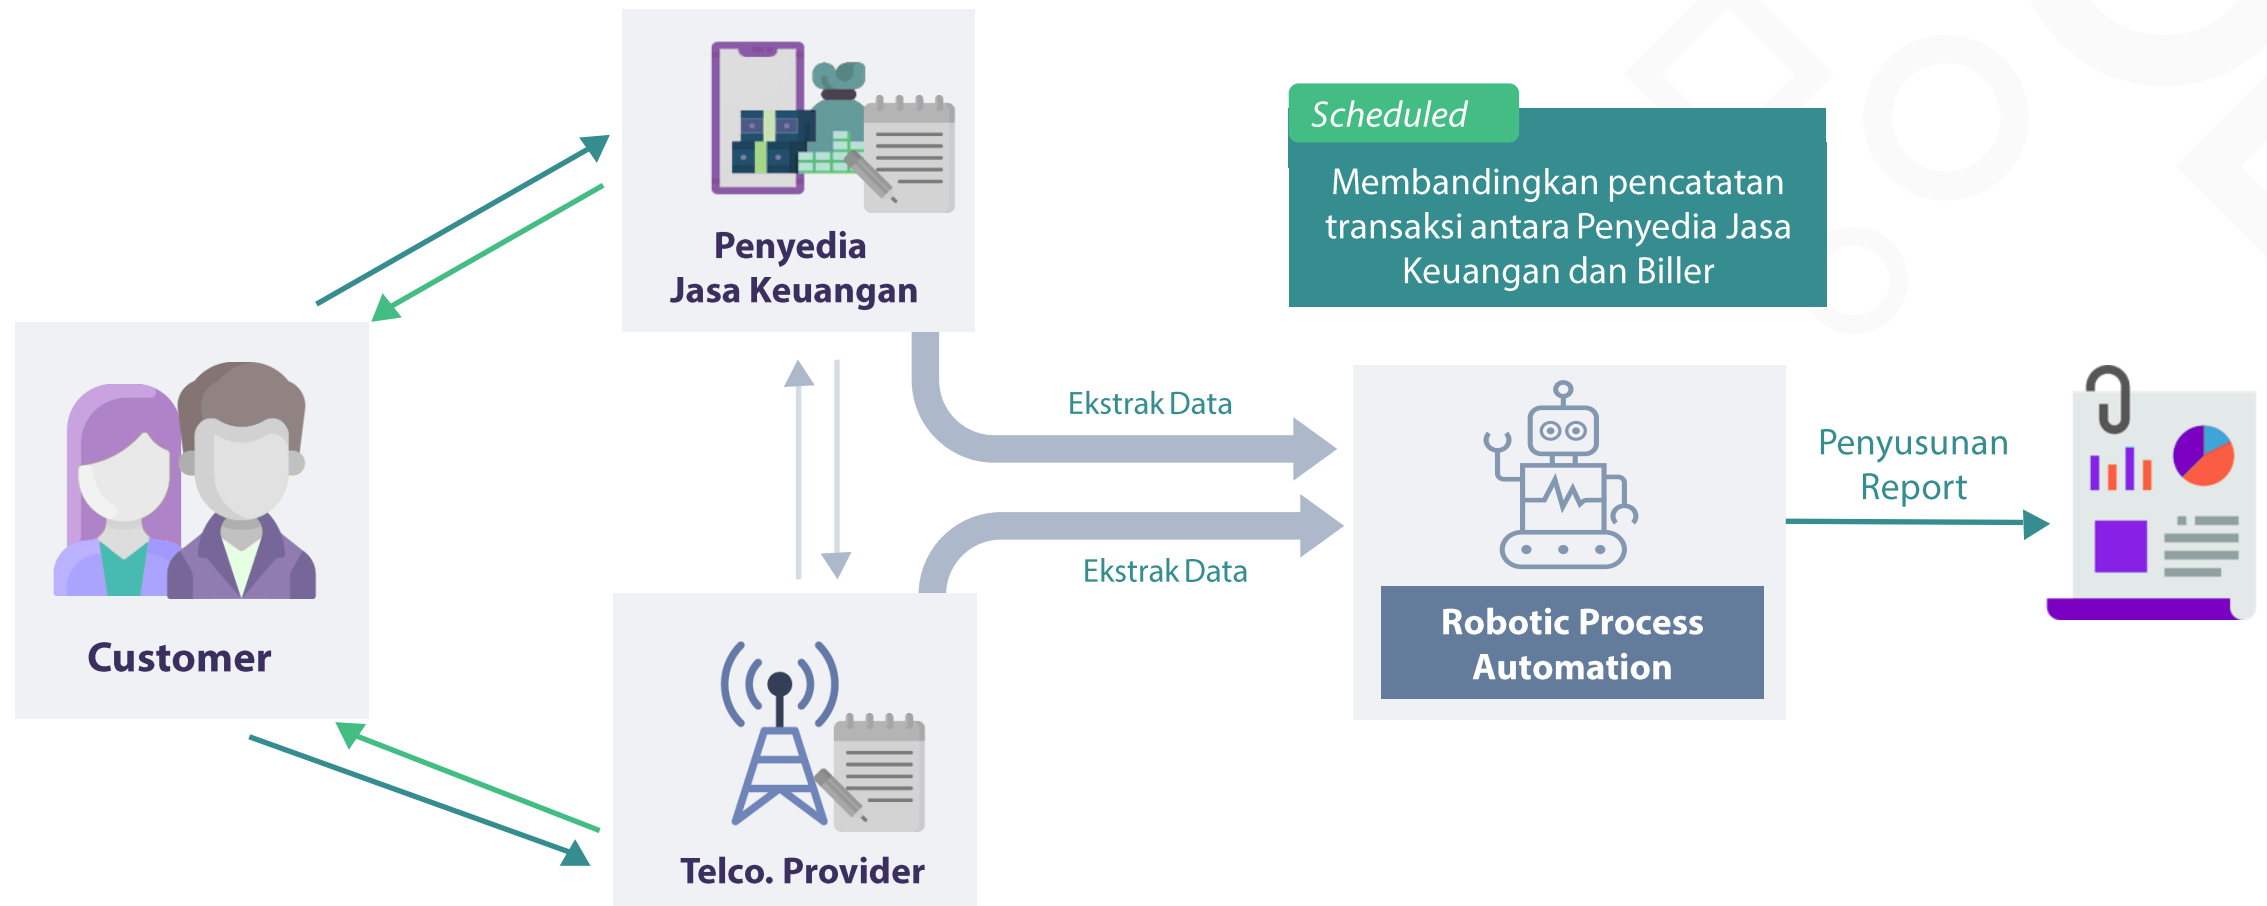 Penyedia
Jasa Keuangan
Scheduled
Membandingkan pencatatan
transaksi antara Penyedia Jasa
Keuangan dan Biller
Customer
Ekstrak Data
Ekstrak Data
Robotic Process
Automation
Penyusunan
Report
Telco. Provider